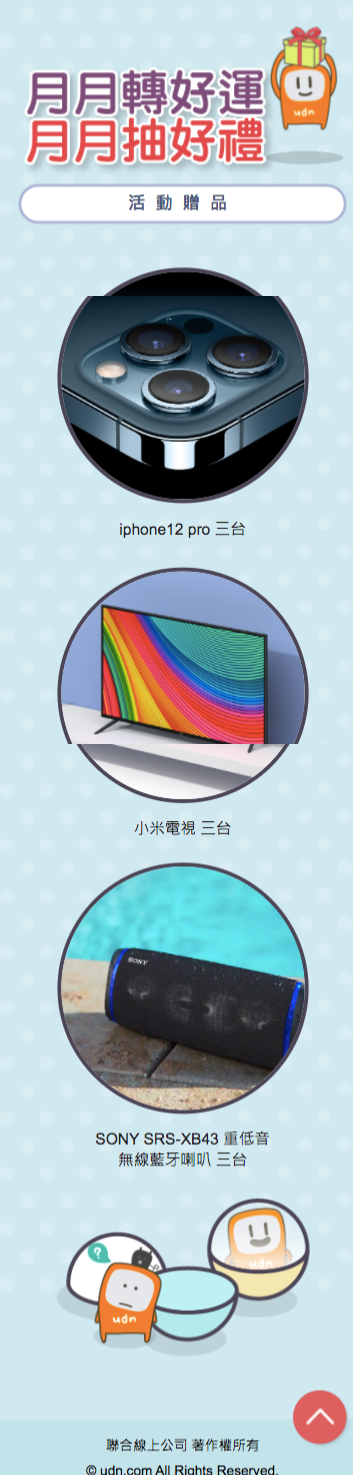 月月轉好運
udn
月月抽好禮
活動贈品
iphone12 pro 三台
小米電視 三台
SONY
SONY SRS-XB43 重低音
無線藍牙喇叭 三台
?
udn
udn
聯合線上公司 著作權所有
© udn.com All Rights Reserved.